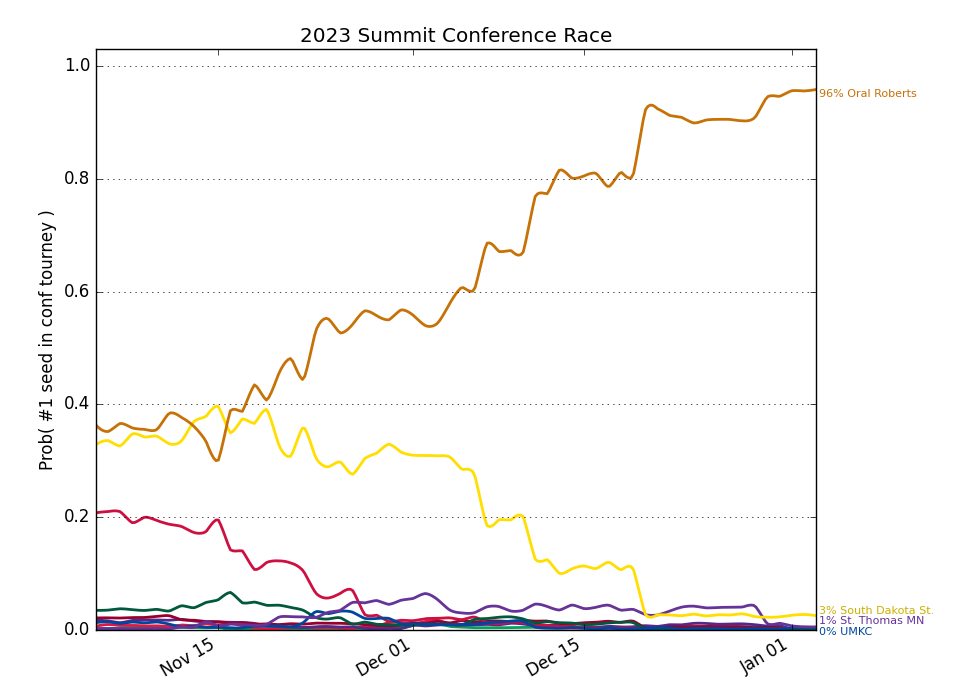 2023 Summit Conference Race
Prob( #1 seed in conf tourney )
1.0
0.8
0.6
0.4
0.2
0.0
Nov 15
Dec 01
Dec 15
Jan 01
96% Oral Roberts
3% South Dakota St.
1% St. Thomas MN
0% UMKC